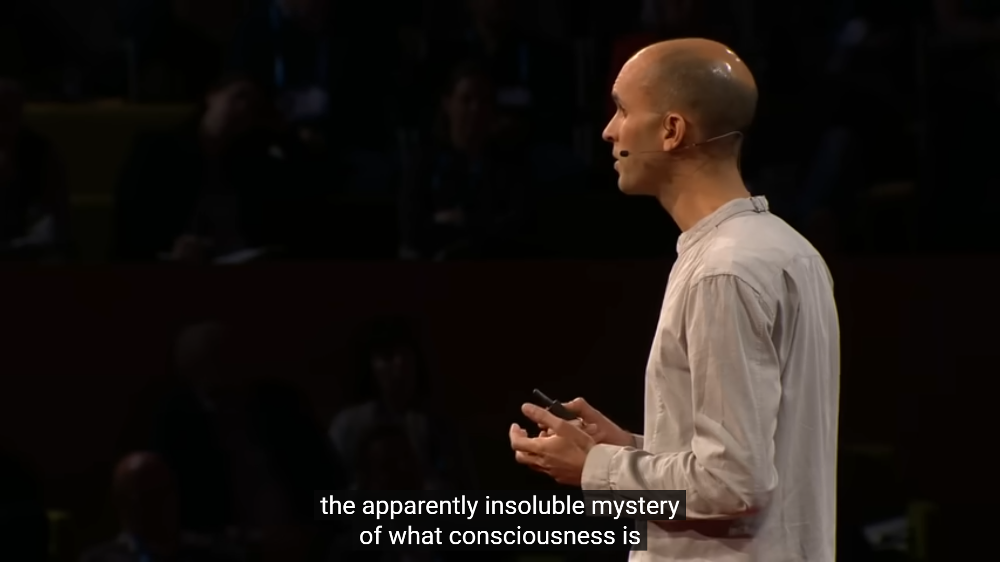 the apparently insoluble mystery
of what consciousness is